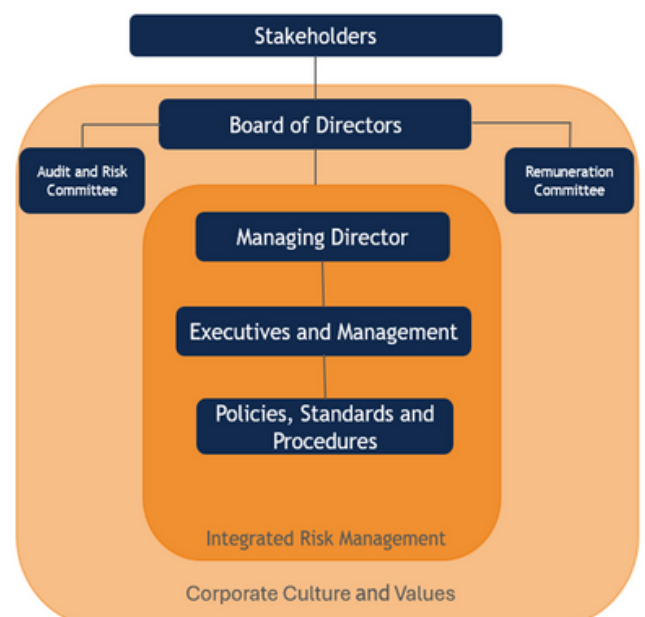 Stakeholders
Board of Directors
Audit and Risk
Committee
Remuneration
Committee
Managing Director
Executives and Management
Policies, Standards and
Procedures
Integrated Risk Management
Corporate Culture and Values